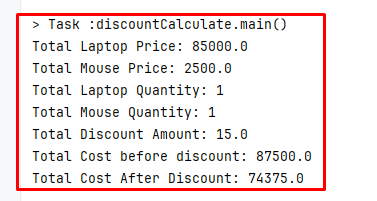 > Task :discountCalculate.main()
Total Laptop Price: 85000.0
Total Mouse Price: 2500.0
Total Laptop Quantity: 1
Total Mouse Quantity: 1
Total Discount Amount: 15.0
Total Cost before discount: 87500.0
Total Cost After Discount: 74375.0